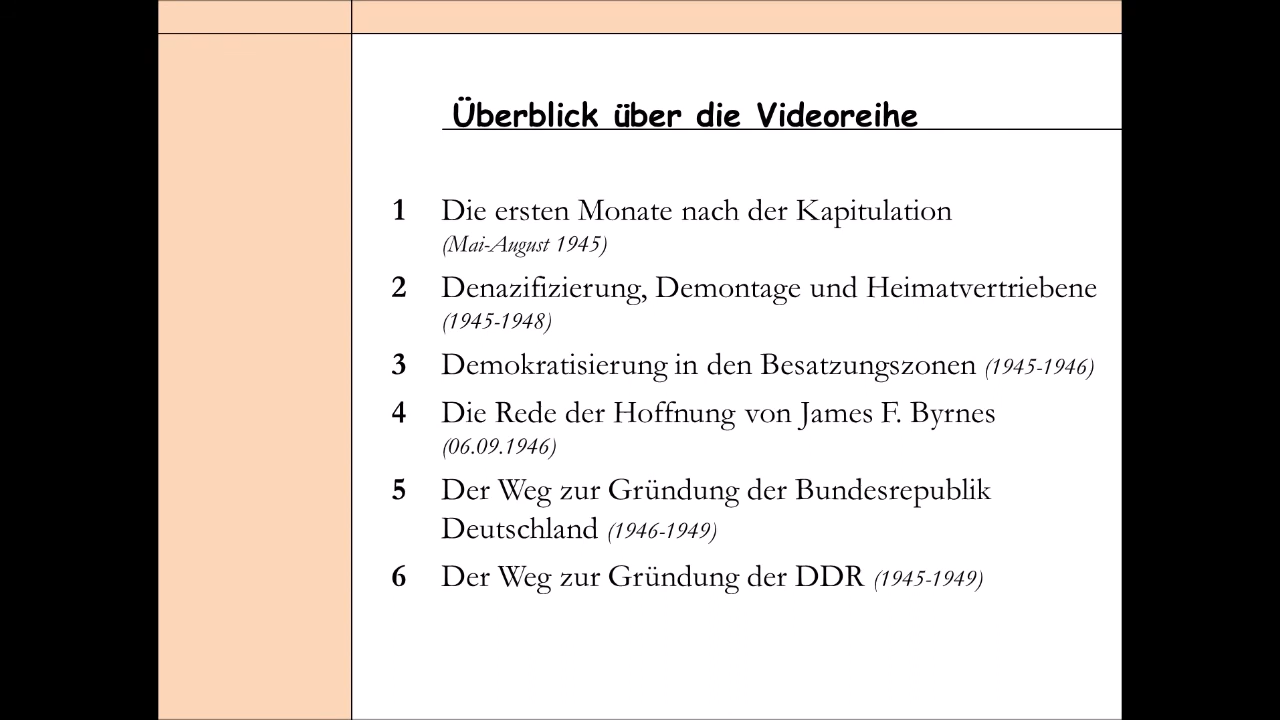 Überblick über die Videoreihe
1 Die ersten Monate nach der Kapitulation
(Mai-August 1945)
2 Denazifizierung, Demontage und Heimatvertriebene
(1945-1948)
3 Demokratisierung in den Besatzungszonen (1945-1946)
4 Die Rede der Hoffnung von James F. Byrnes
(06.09.1946)
5 Der Weg zur Gründung der Bundesrepublik
Deutschland (1946-1949)
6 Der Weg zur Gründung der DDR (1945-1949)